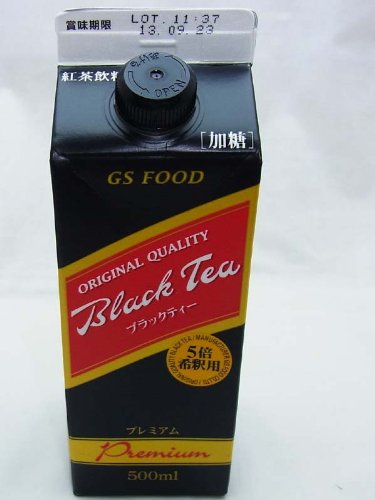 賞味期限
LOT. 11:37
13.09.23
紅茶飲料
OPEN
[加糖]
GS FOOD
ORIGINAL QUALITY
Black Tea
ブラックティー
5倍
希釈用
プレミアム
Premium
500ml